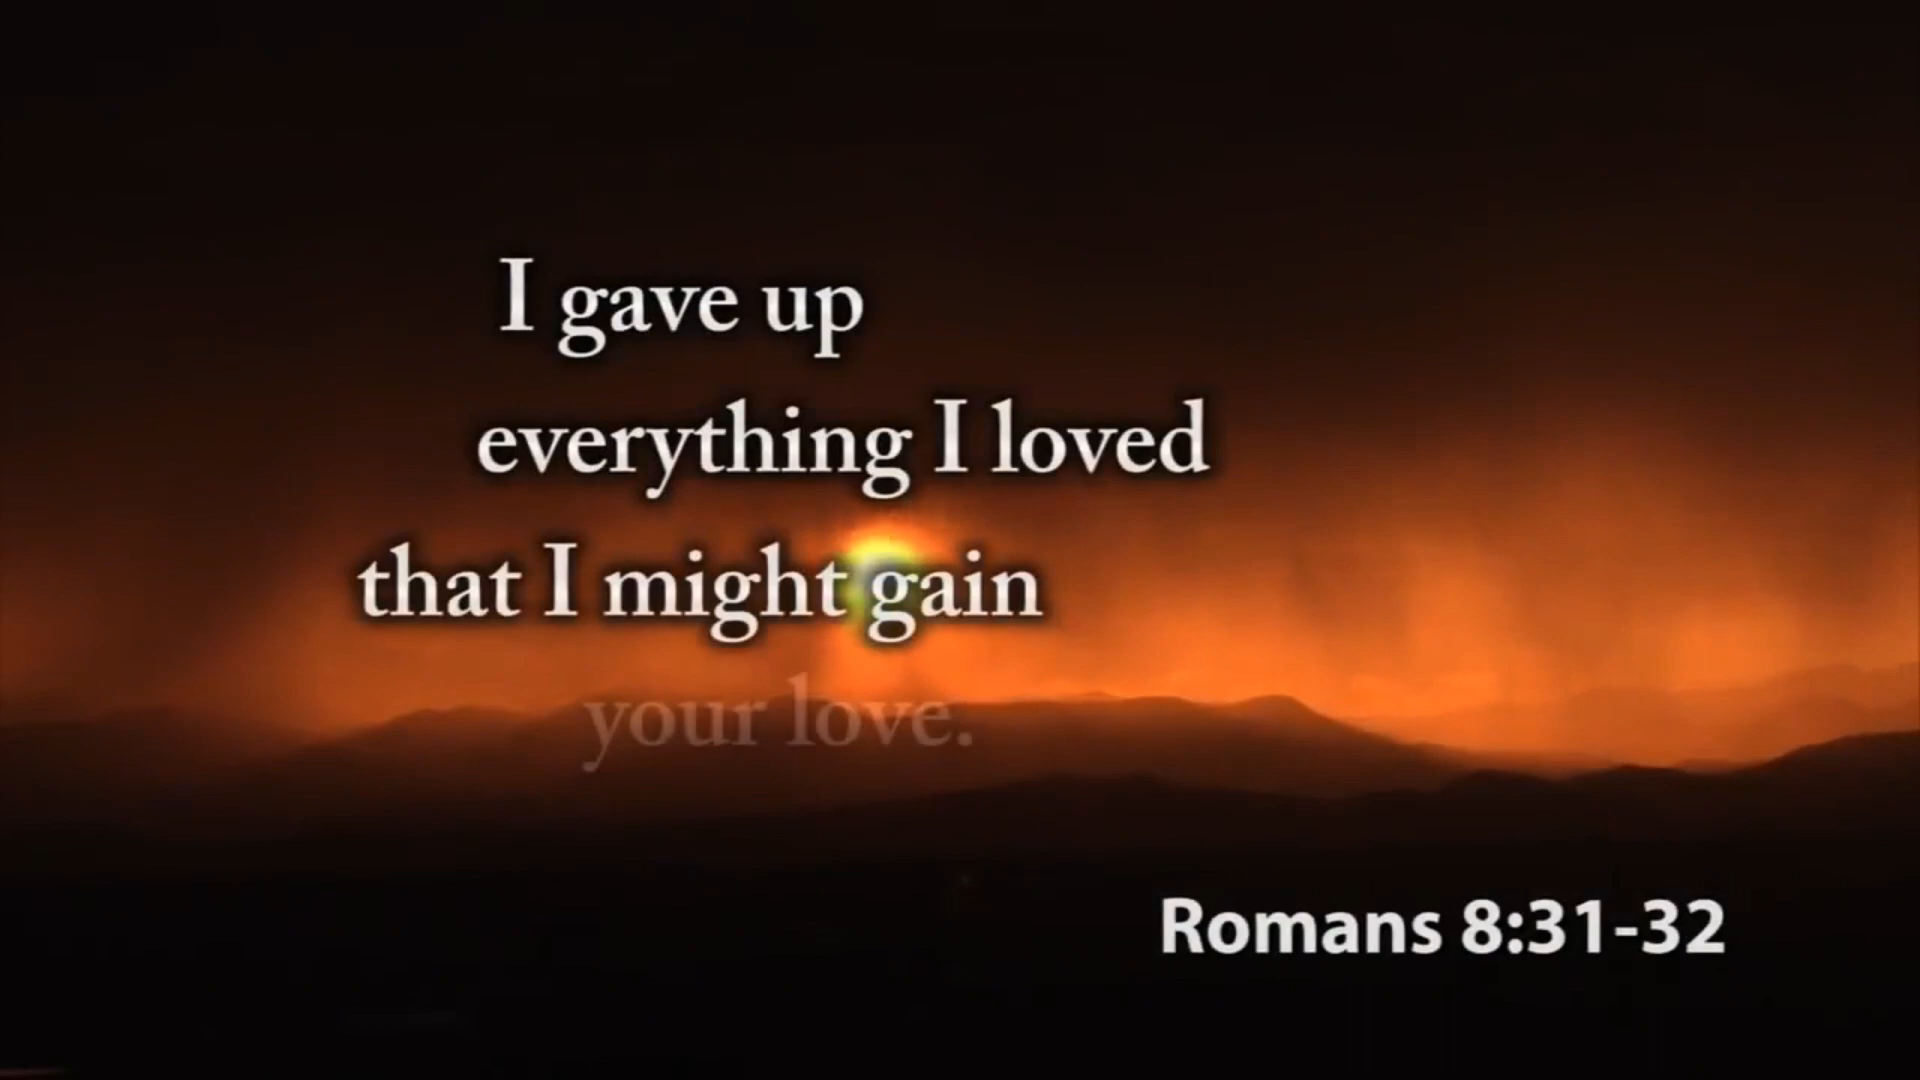 I gave up
everything I loved
that I might gain
your love.
Romans 8:31-32